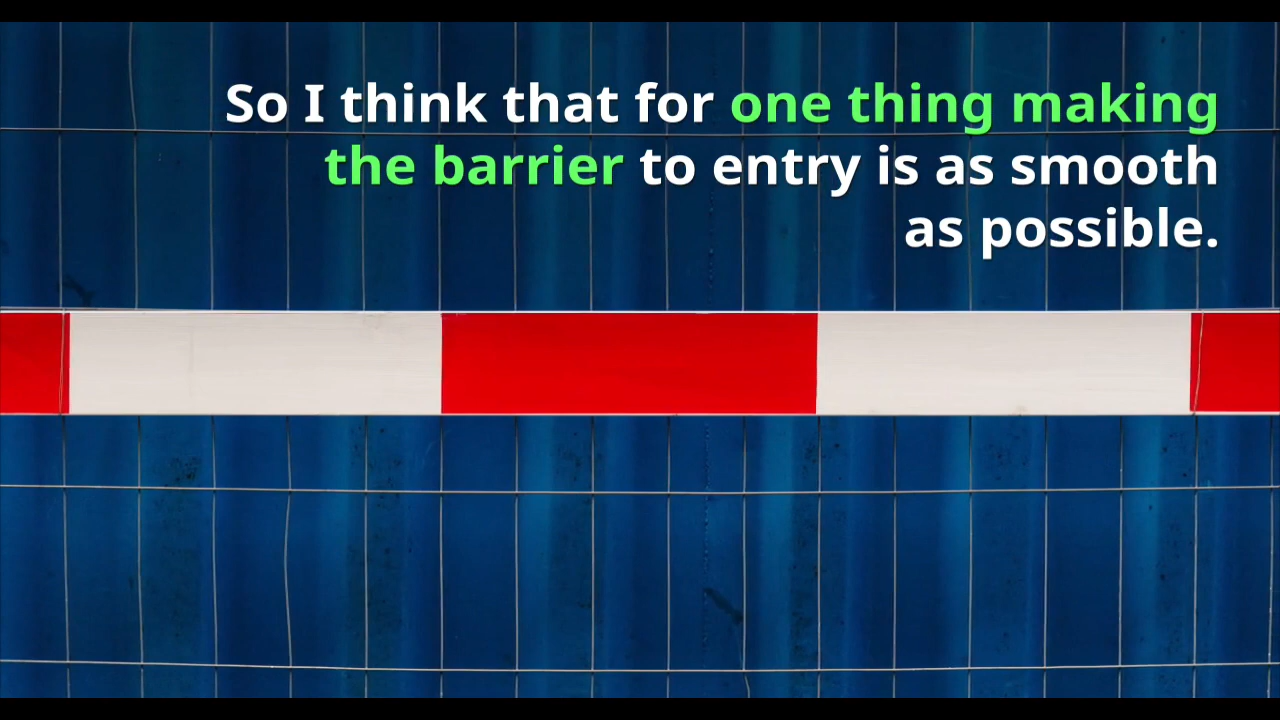 So I think that for one thing making
the barrier to entry is as smooth
as possible.